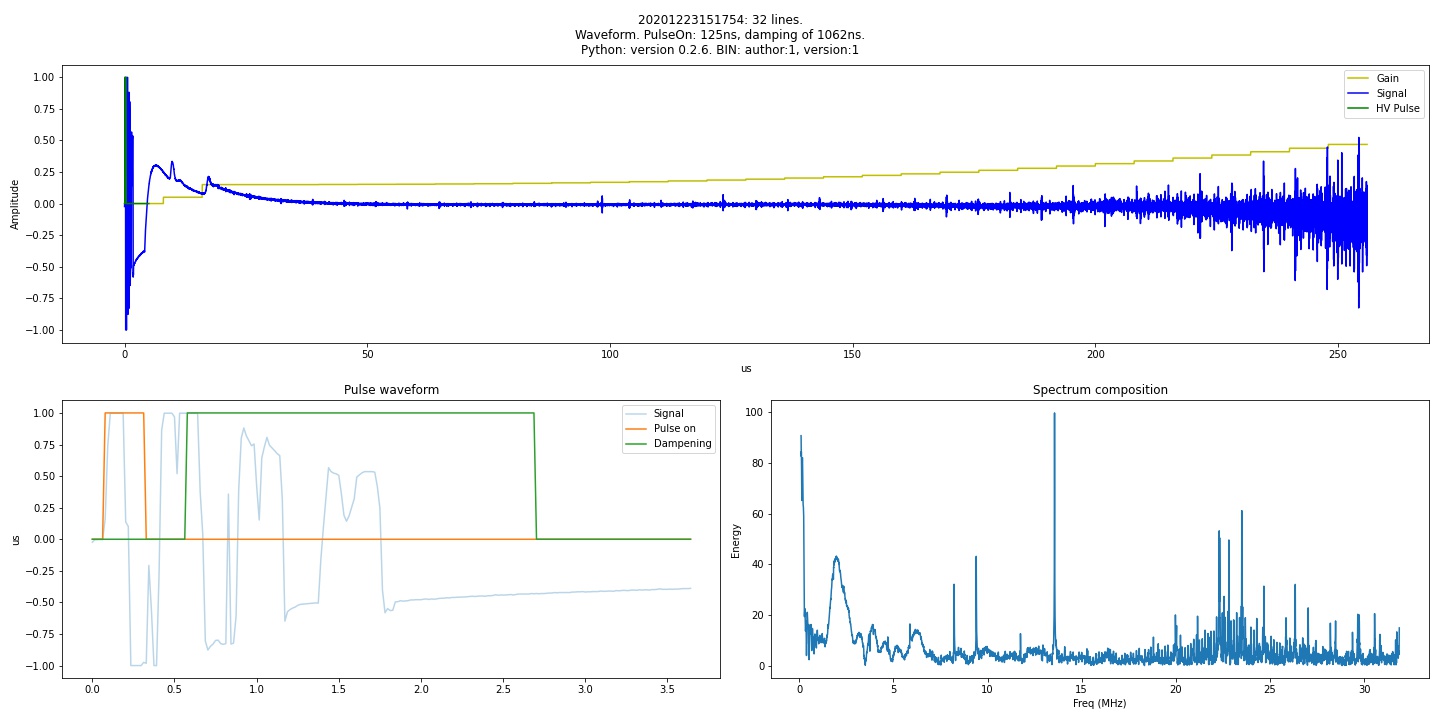 20201223151754: 32 lines.
Waveform. PulseOn: 125ns, damping of 1062ns.
Python: version 0.2.6. BIN: author:1, version:1
1.00
0.75
0.50
0.25
0.00
−0.25
−0.50
−0.75
−1.00
Amplitude
Gain
Signal
HV Pulse
0
50
100
150
200
250
us
Pulse waveform
1.00
0.75
0.50
0.25
0.00
−0.25
−0.50
−0.75
−1.00
us
Signal
Pulse on
Dampening
0.0
0.5
1.0
1.5
2.0
2.5
3.0
3.5
Spectrum composition
100
80
60
40
20
0
Energy
0
5
10
15
20
25
30
Freq (MHz)